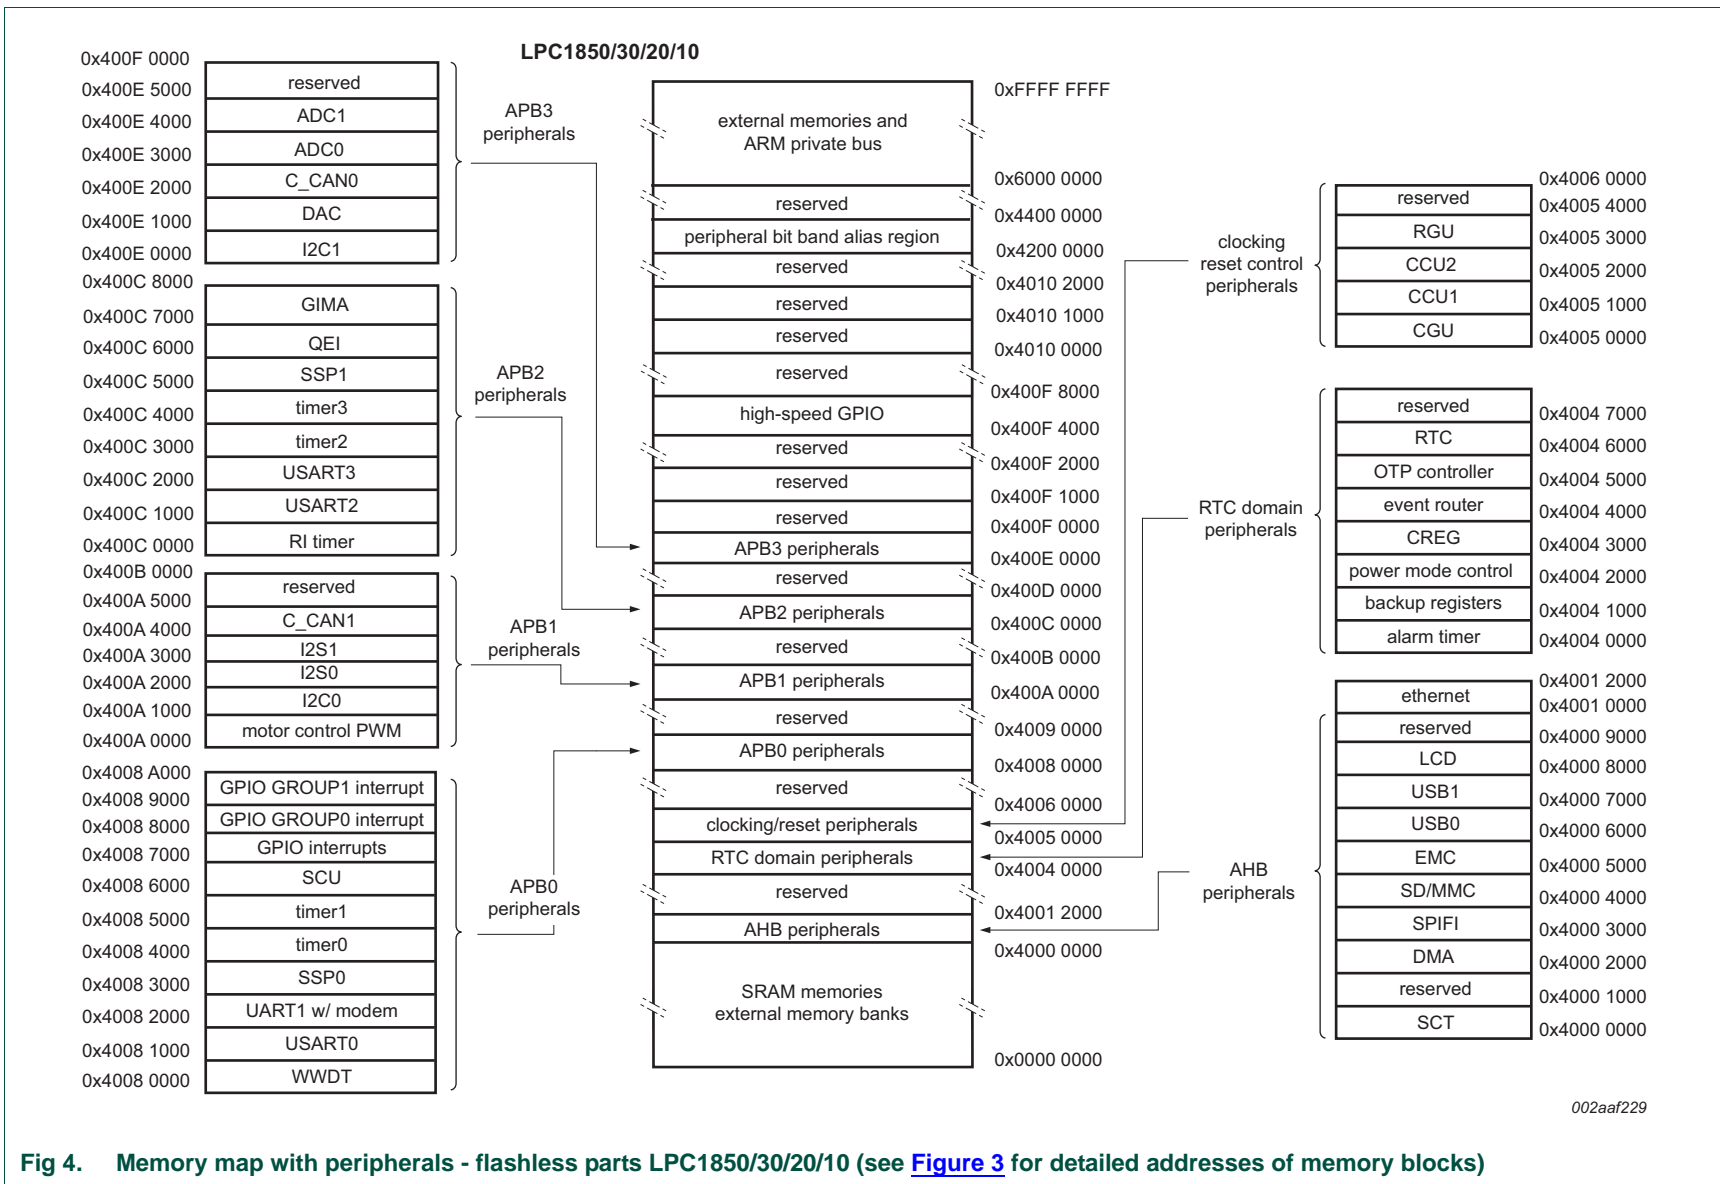 LPC1850/30/20/10
0x400F 0000
reserved
0x400E 5000
ADC1
0x400E 4000
ADC0
0x400E 3000
C_CAN0
0x400E 2000
DAC
0x400E 1000
I2C1
0x400E 0000
APB3
peripherals
0x400C 8000
GIMA
0x400C 7000
QEI
0x400C 6000
SSP1
0x400C 5000
timer3
0x400C 4000
timer2
0x400C 3000
USART3
0x400C 2000
USART2
0x400C 1000
RI timer
0x400C 0000
APB2
peripherals
0x400B 0000
reserved
0x400A 5000
C_CAN1
0x400A 4000
I2S1
0x400A 3000
I2S0
0x400A 2000
I2C0
0x400A 1000
motor control PWM
0x400A 0000
APB1
peripherals
0x4008 A000
GPIO GROUP1 interrupt
0x4008 9000
GPIO GROUP0 interrupt
0x4008 8000
GPIO interrupts
0x4008 7000
SCU
0x4008 6000
timer1
0x4008 5000
timer0
0x4008 4000
SSP0
0x4008 3000
UART1 w/ modem
0x4008 2000
USART0
0x4008 1000
WWDT
0x4008 0000
APB0
peripherals
0xFFFF FFFF
external memories and
ARM private bus
0x6000 0000
reserved
0x4400 0000
peripheral bit band alias region
0x4200 0000
reserved
0x4010 2000
reserved
0x4010 1000
reserved
0x4010 0000
reserved
0x400F 8000
high-speed GPIO
0x400F 4000
reserved
0x400F 2000
reserved
0x400F 1000
reserved
0x400F 0000
APB3 peripherals
0x400E 0000
reserved
0x400D 0000
APB2 peripherals
0x400C 0000
reserved
0x400B 0000
APB1 peripherals
0x400A 0000
reserved
0x4009 0000
APB0 peripherals
0x4008 0000
reserved
0x4006 0000
clocking/reset peripherals
0x4005 0000
RTC domain peripherals
0x4004 0000
reserved
0x4001 2000
AHB peripherals
0x4000 0000
SRAM memories
external memory banks
0x0000 0000
clocking
reset control
peripherals
0x4006 0000
reserved
0x4005 4000
RGU
0x4005 3000
CCU2
0x4005 2000
CCU1
0x4005 1000
CGU
0x4005 0000
RTC domain
peripherals
reserved
0x4004 7000
RTC
0x4004 6000
OTP controller
0x4004 5000
event router
0x4004 4000
CREG
0x4004 3000
power mode control
0x4004 2000
backup registers
0x4004 1000
alarm timer
0x4004 0000
AHB
peripherals
0x4001 2000
ethernet
0x4001 0000
reserved
0x4000 9000
LCD
0x4000 8000
USB1
0x4000 7000
USB0
0x4000 6000
EMC
0x4000 5000
SD/MMC
0x4000 4000
SPIFI
0x4000 3000
DMA
0x4000 2000
reserved
0x4000 1000
SCT
0x4000 0000
002aaf229
Fig 4. Memory map with peripherals - flashless parts LPC1850/30/20/10 (see Figure 3 for detailed addresses of memory blocks)